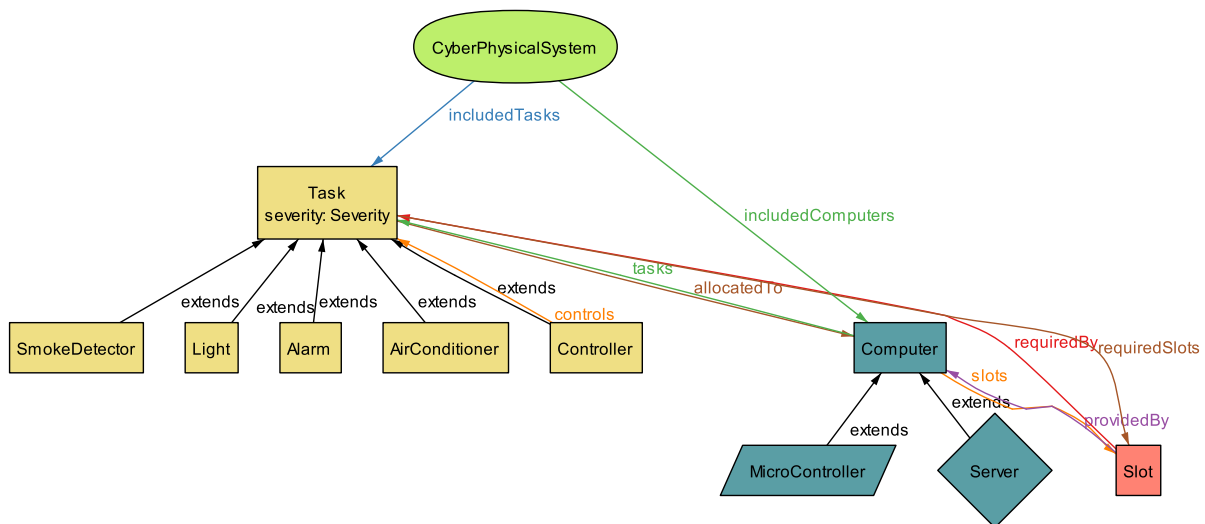 CyberPhysicalSystem
includedTasks
Task
severity: Severity
includedComputers
tasks
allocatedTo
extends
extends
extends
extends
extends
controls
requiredBy
requiredSlots
SmokeDetector
Light
Alarm
AirConditioner
Controller
Computer
slots
extends
providedBy
extends
MicroController
Server
Slot